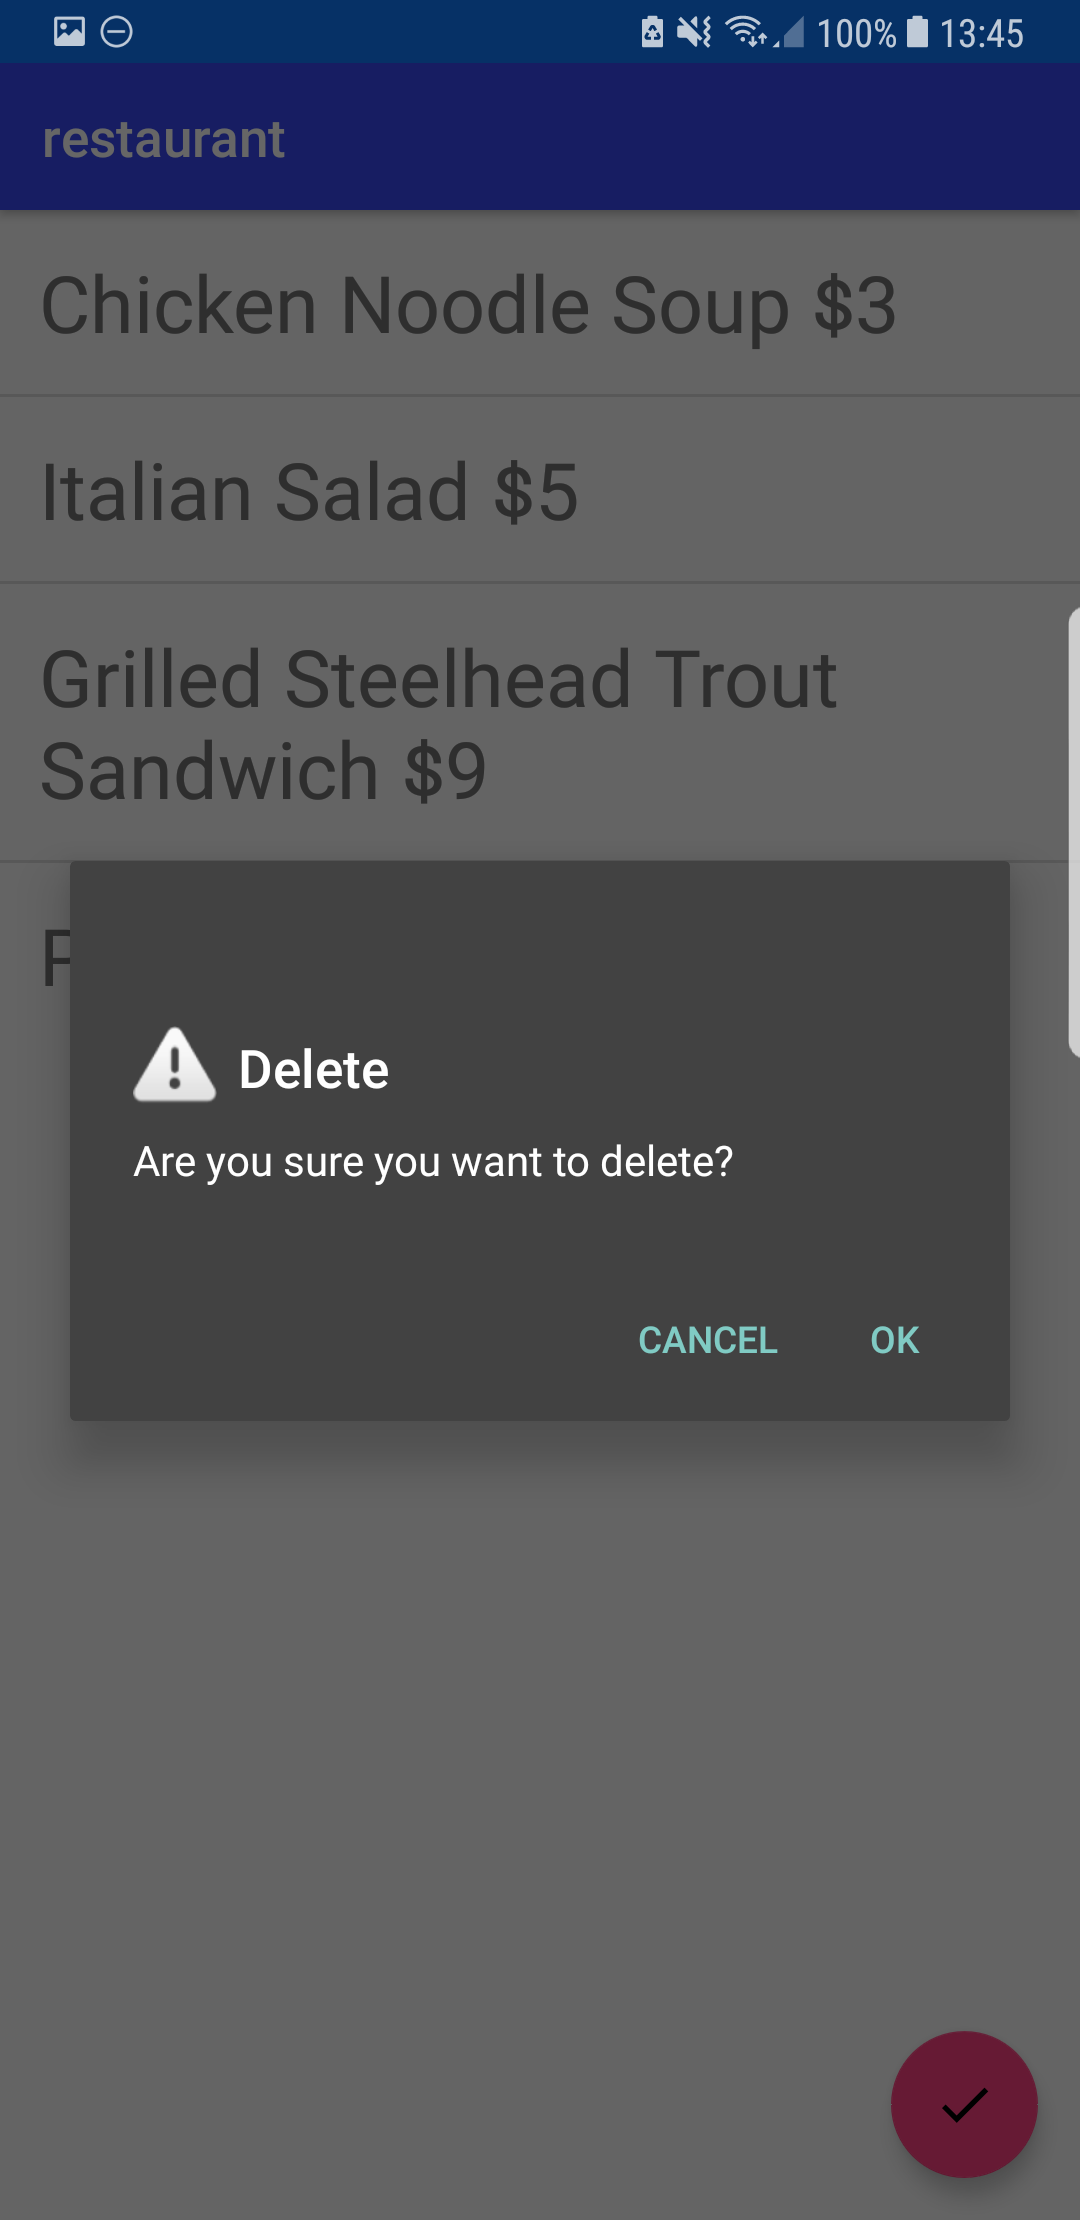 100% 13:45
restaurant
Chicken Noodle Soup $3
Italian Salad $5
Grilled Steelhead Trout
Sandwich $9
Delete
Are you sure you want to delete?
CANCEL OK